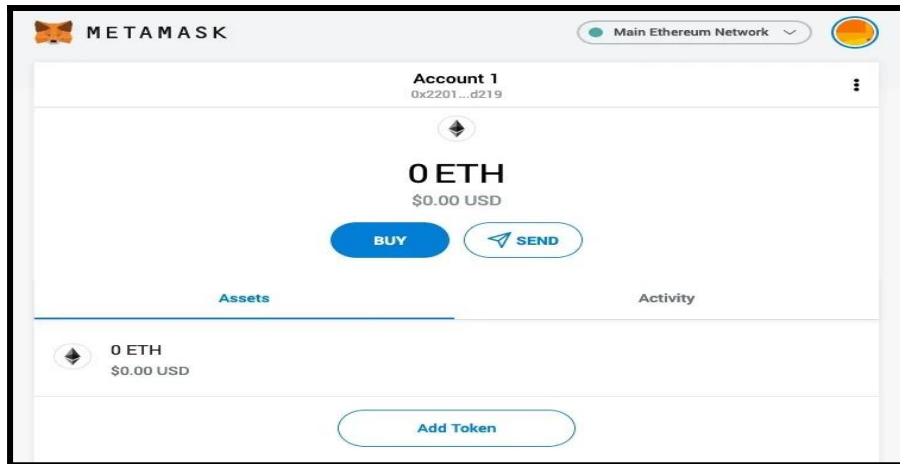 METAMASK
Main Ethereum Network
Account 1
0x2201...d219
0 ETH
$0.00 USD
BUY
SEND
Assets
Activity
0 ETH
$0.00 USD
Add Token